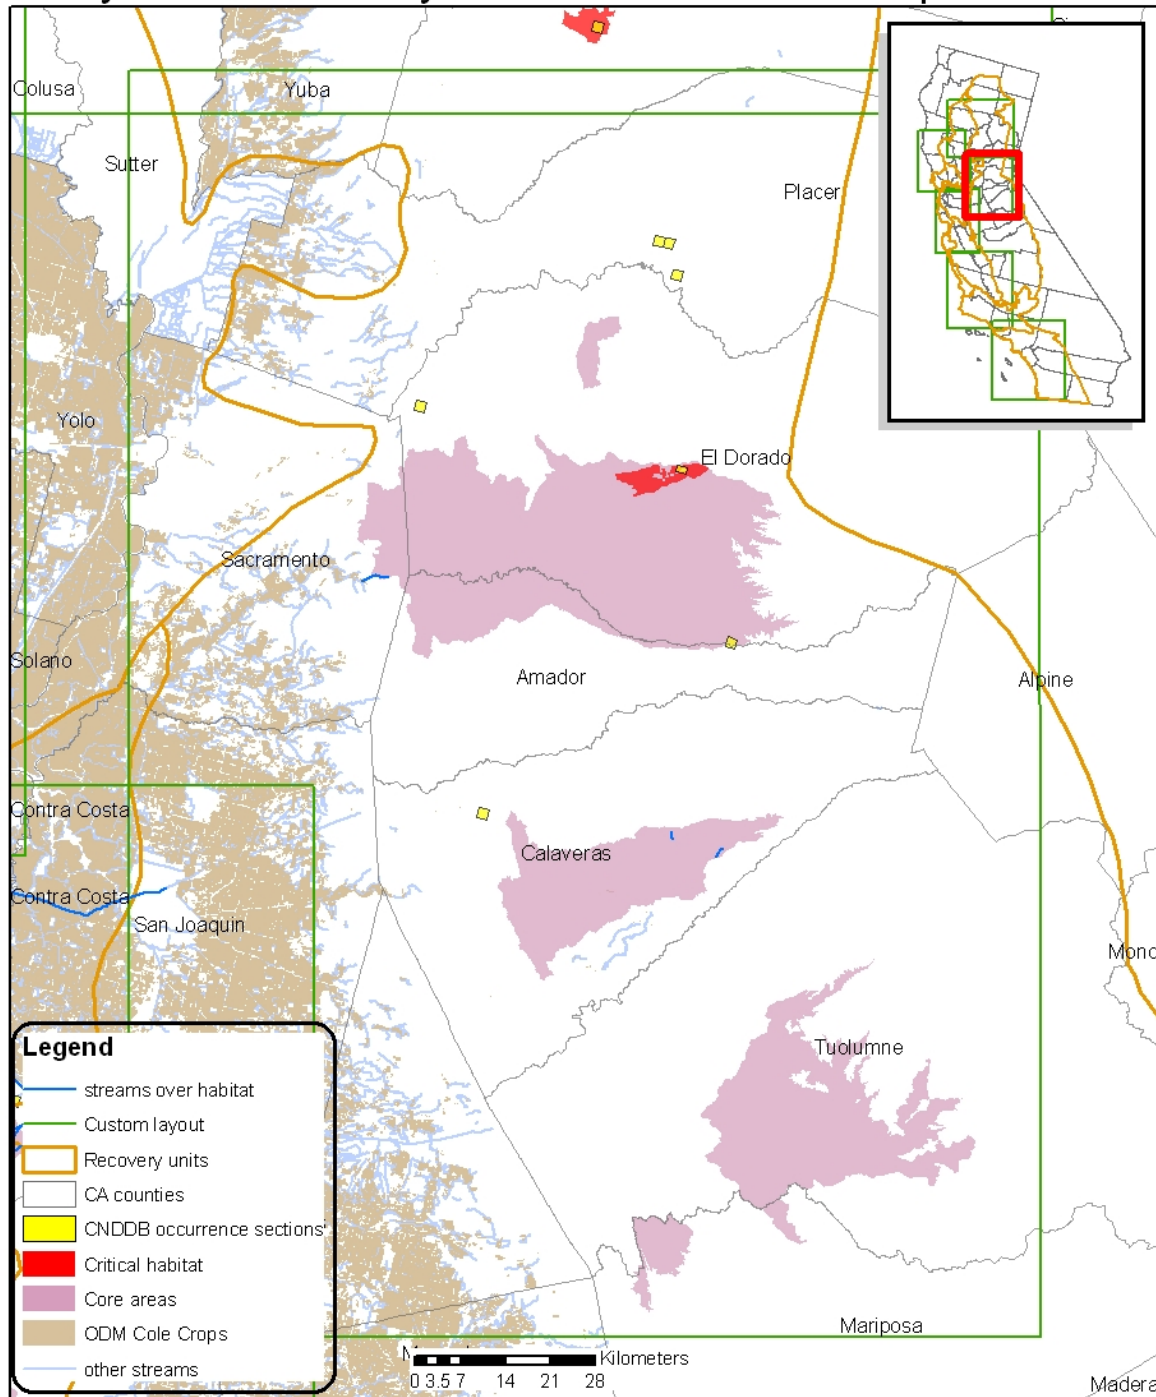 Colusa
Yuba
Sutter
Placer
Yolo
El Dorado
Sacramento
Solano
Amador
Alpine
Contra Costa
Calaveras
Contra Costa
San Joaquin
Mono
Tuolumne
Legend
streams over habitat
Custom layout
Recovery units
CA counties
CNDDB occurrence sections
Critical habitat
Core areas
ODM Cole Crops
other streams
Mariposa
Kilometers
0 3.5 7 14 21 28
Madera